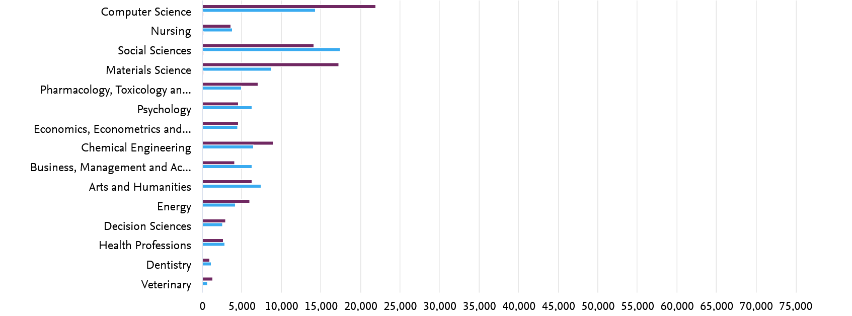 Computer Science
Nursing
Social Sciences
Materials Science
Pharmacology, Toxicology an...
Psychology
Economics, Econometrics and...
Chemical Engineering
Business, Management and Ac...
Arts and Humanities
Energy
Decision Sciences
Health Professions
Dentistry
Veterinary
0 5,000 10,000 15,000 20,000 25,000 30,000 35,000 40,000 45,000 50,000 55,000 60,000 65,000 70,000 75,000